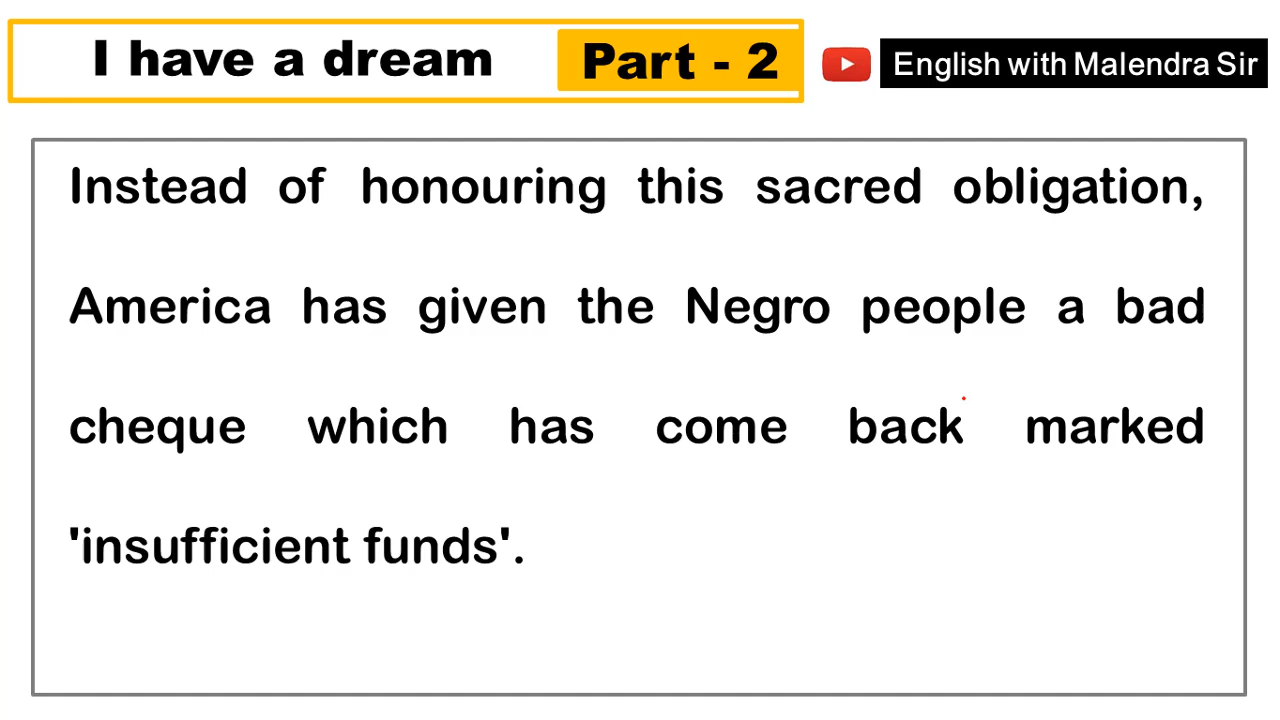 I have a dream Part - 2 English with Malendra Sir
Instead of honouring this sacred obligation,
America has given the Negro people a bad
cheque which has come back marked
'insufficient funds'.